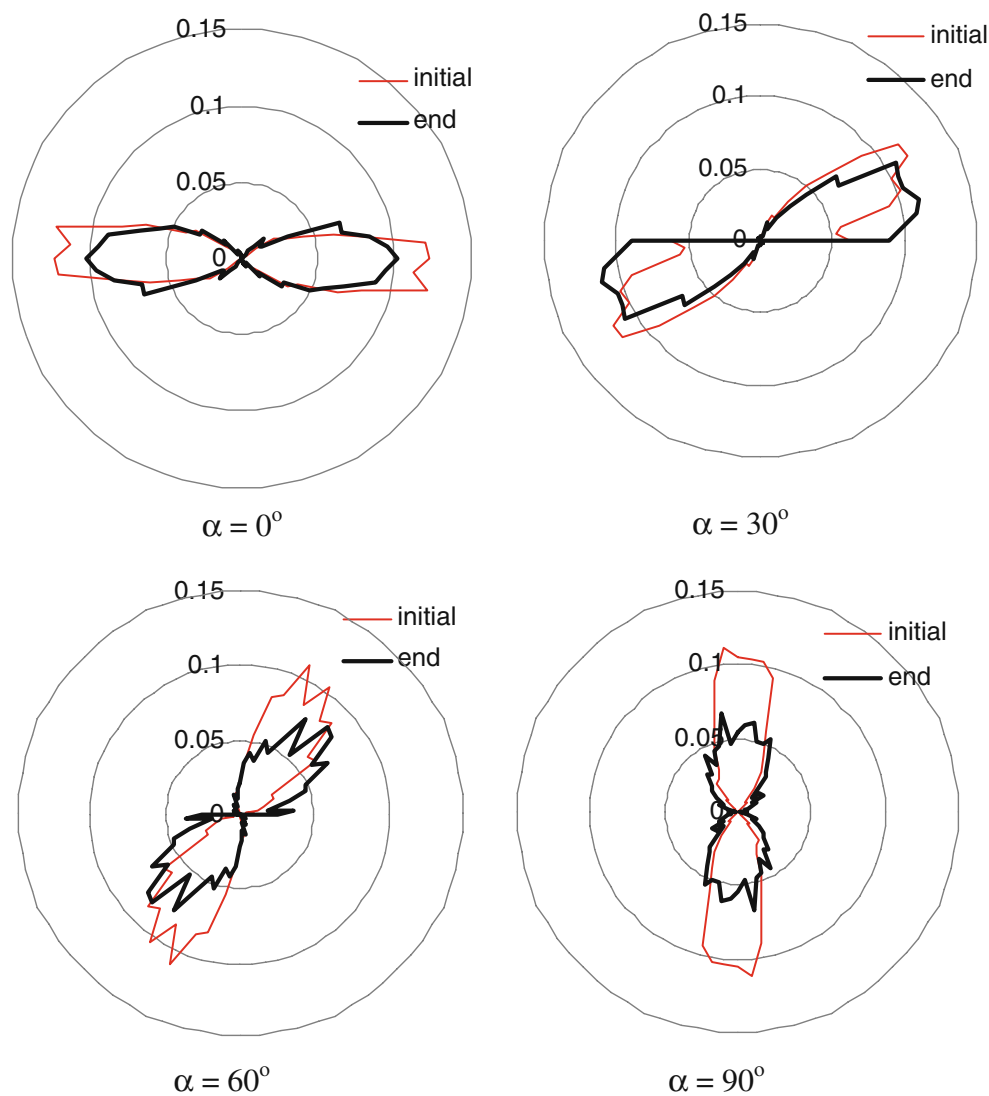 0.15
initial
0.1
end
0.05
0
α = 0°
0.15
initial
end
0.1
0.05
0
α = 30°
0.15
initial
end
0.1
0.05
0
α = 60°
0.15
initial
0.1
end
0.05
0
α = 90°